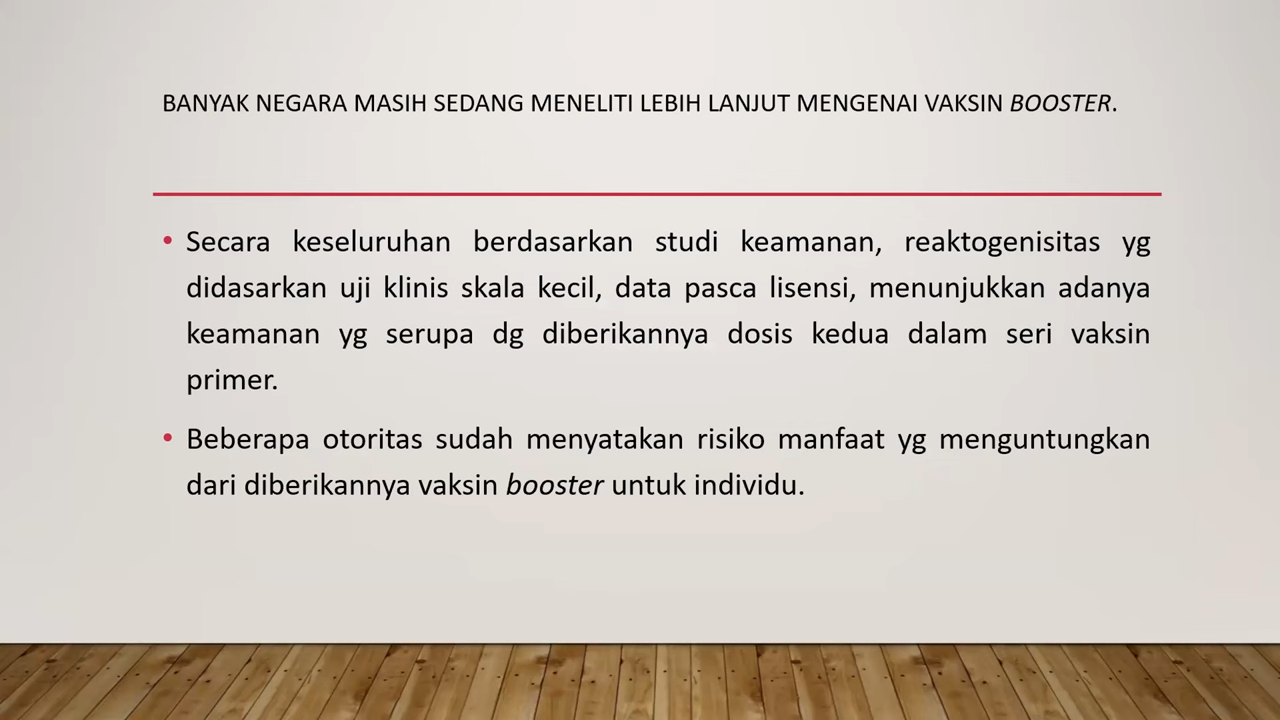 BANYAK NEGARA MASIH SEDANG MENELITI LEBIH LANJUT MENGENAI VAKSIN BOOSTER.
• Secara keseluruhan berdasarkan studi keamanan, reaktogenisitas yg
didasarkan uji klinis skala kecil, data pasca lisensi, menunjukkan adanya
keamanan yg serupa dg diberikannya dosis kedua dalam seri vaksin
primer.
• Beberapa otoritas sudah menyatakan risiko manfaat yg menguntungkan
dari diberikannya vaksin booster untuk individu.